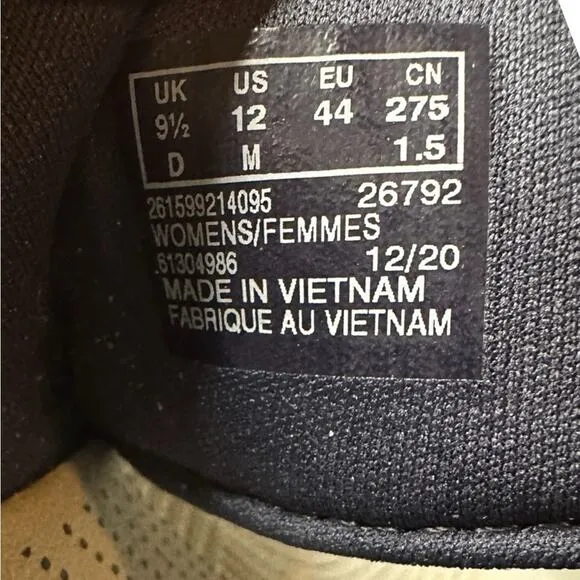 UK US EU CN
9½ 12 44 275
D M 1.5
261599214095 26792
WOMENS/FEMMES
61304986 12/20
MADE IN VIETNAM
FABRIQUE AU VIETNAM